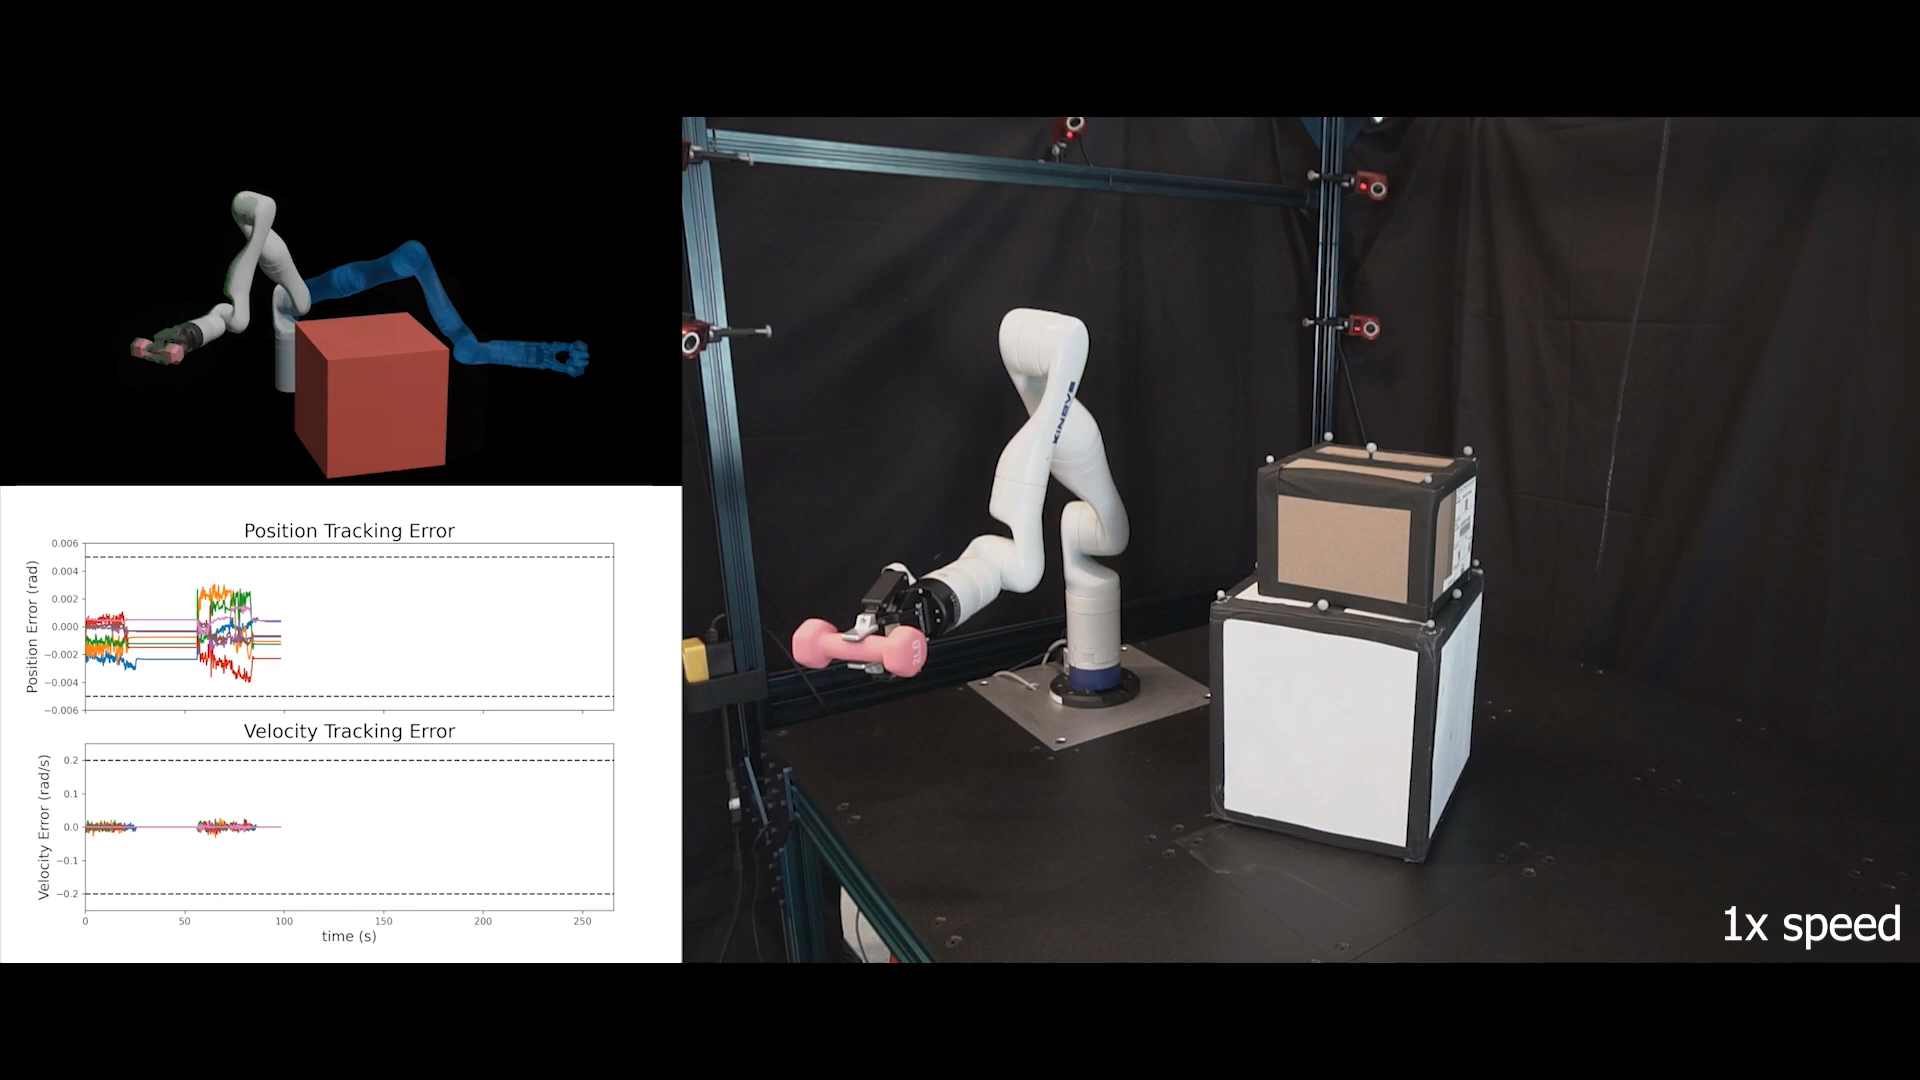 Position Tracking Error
Position Error (rad)
0.006
0.004
0.002
0.000
−0.002
−0.004
−0.006
Velocity Tracking Error
Velocity Error (rad/s)
0.2
0.1
0.0
−0.1
−0.2
0 50 100 150 200 250
time (s)
KINOVA
2LB
1x speed